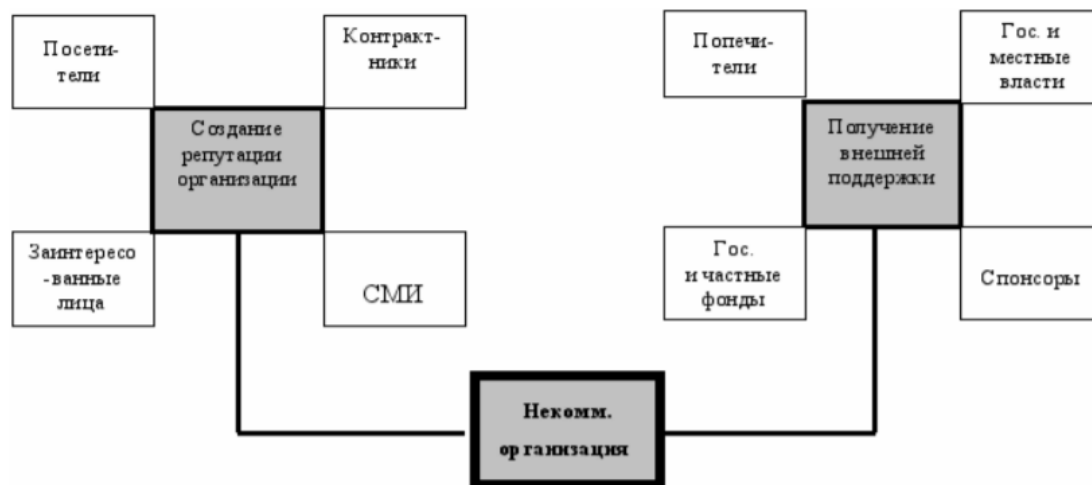 Посети-
тели
Контракт-
ники
Создание
репутации
организации
Заинтересо
-ванные
лица
СМИ
Попечи-
тели
Гос. и
местные
власти
Получение
внешней
поддержки
Гос.
и частные
фонды
Спонсоры
Некомм.
организация